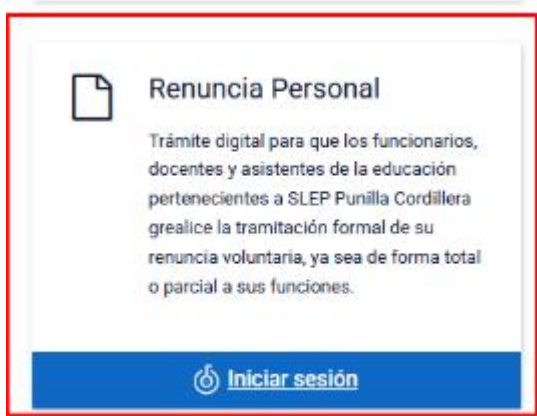 Renuncia Personal
Trámite digital para que los funcionarios,
docentes y asistentes de la educación
pertenecientes a SLEP Punilla Cordillera
grealice la tramitación formal de su
renuncia voluntaria, ya sea de forma total
o parcial a sus funciones.
Iniciar sesión